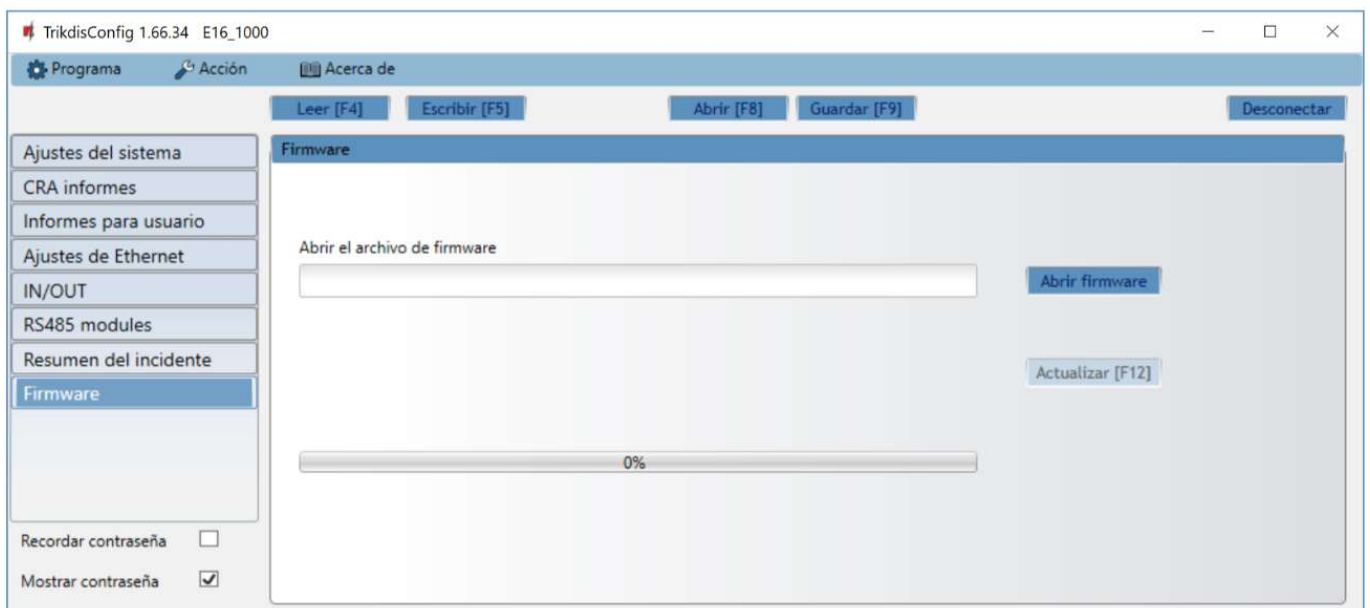 TrikdisConfig 1.66.34 E16_1000
Programa Acción Acerca de
Leer [F4] Escribir [F5] Abrir [F8] Guardar [F9] Desconectar
Ajustes del sistema
CRA informes
Informes para usuario
Ajustes de Ethernet
IN/OUT
RS485 modules
Resumen del incidente
Firmware
Recordar contraseña
Mostrar contraseña
Firmware
Abrir el archivo de firmware
Abrir firmware
Actualizar [F12]
0%